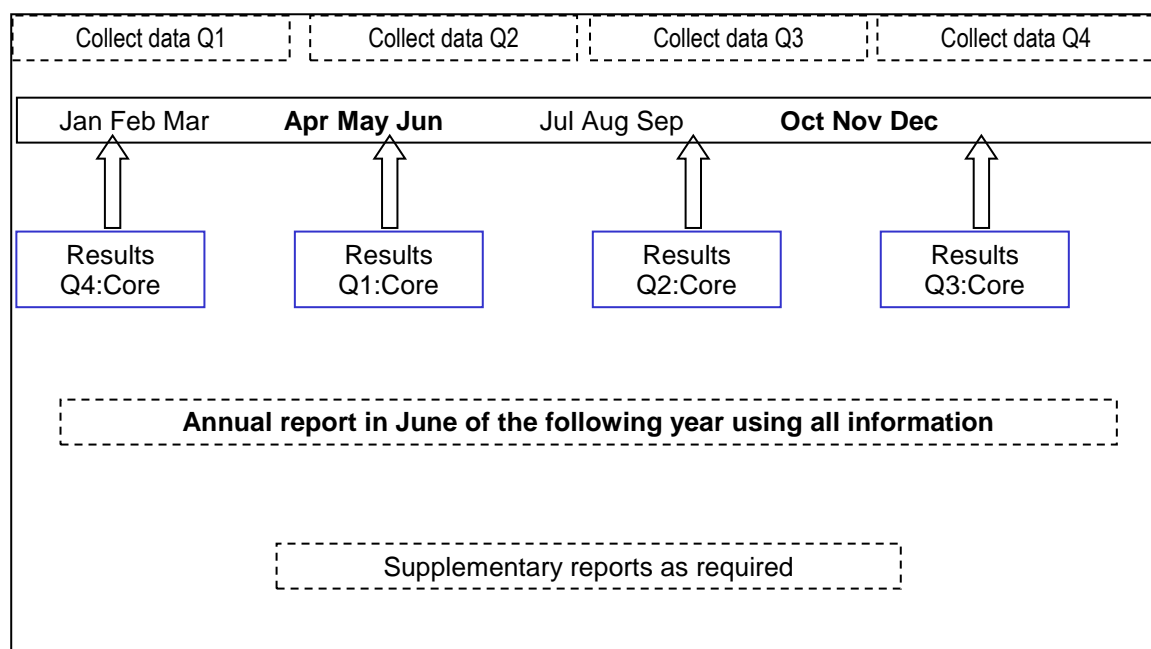 Collect data Q1 Collect data Q2 Collect data Q3 Collect data Q4
Jan Feb Mar Apr May Jun Jul Aug Sep Oct Nov Dec
Results Results Results Results
Q4:Core Q1:Core Q2:Core Q3:Core
Annual report in June of the following year using all information
Supplementary reports as required